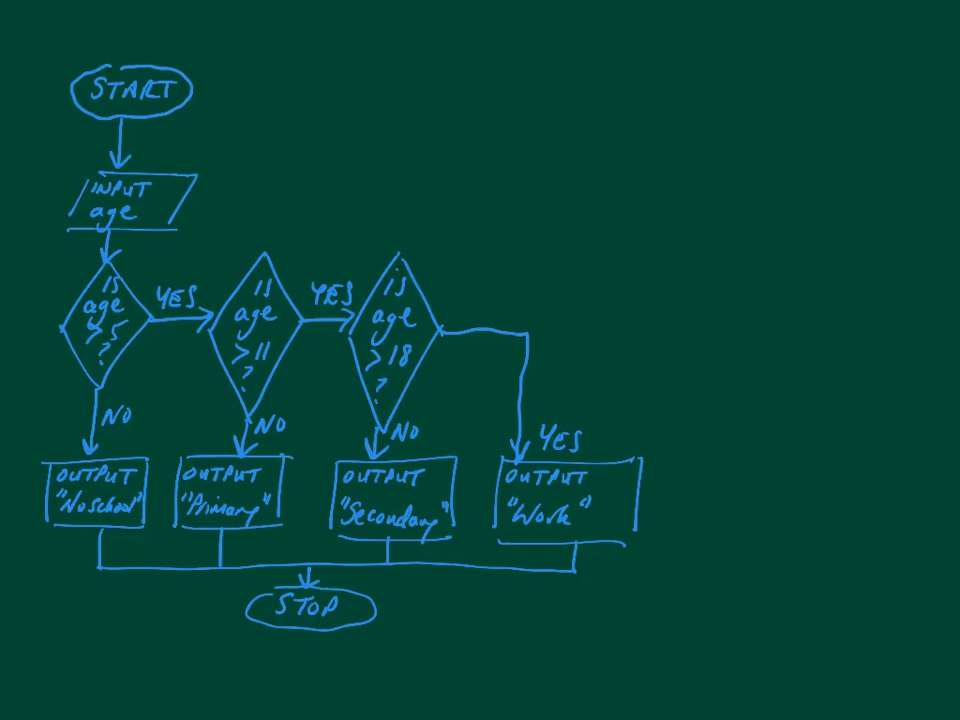 START
INPUT
age
IS
age
>5
?
YES
IS
age
>11
?
YES
IS
age
>18
?
NO
NO
NO
YES
OUTPUT
"No school"
OUTPUT
"Primary"
OUTPUT
"Secondary"
OUTPUT
"Work"
STOP